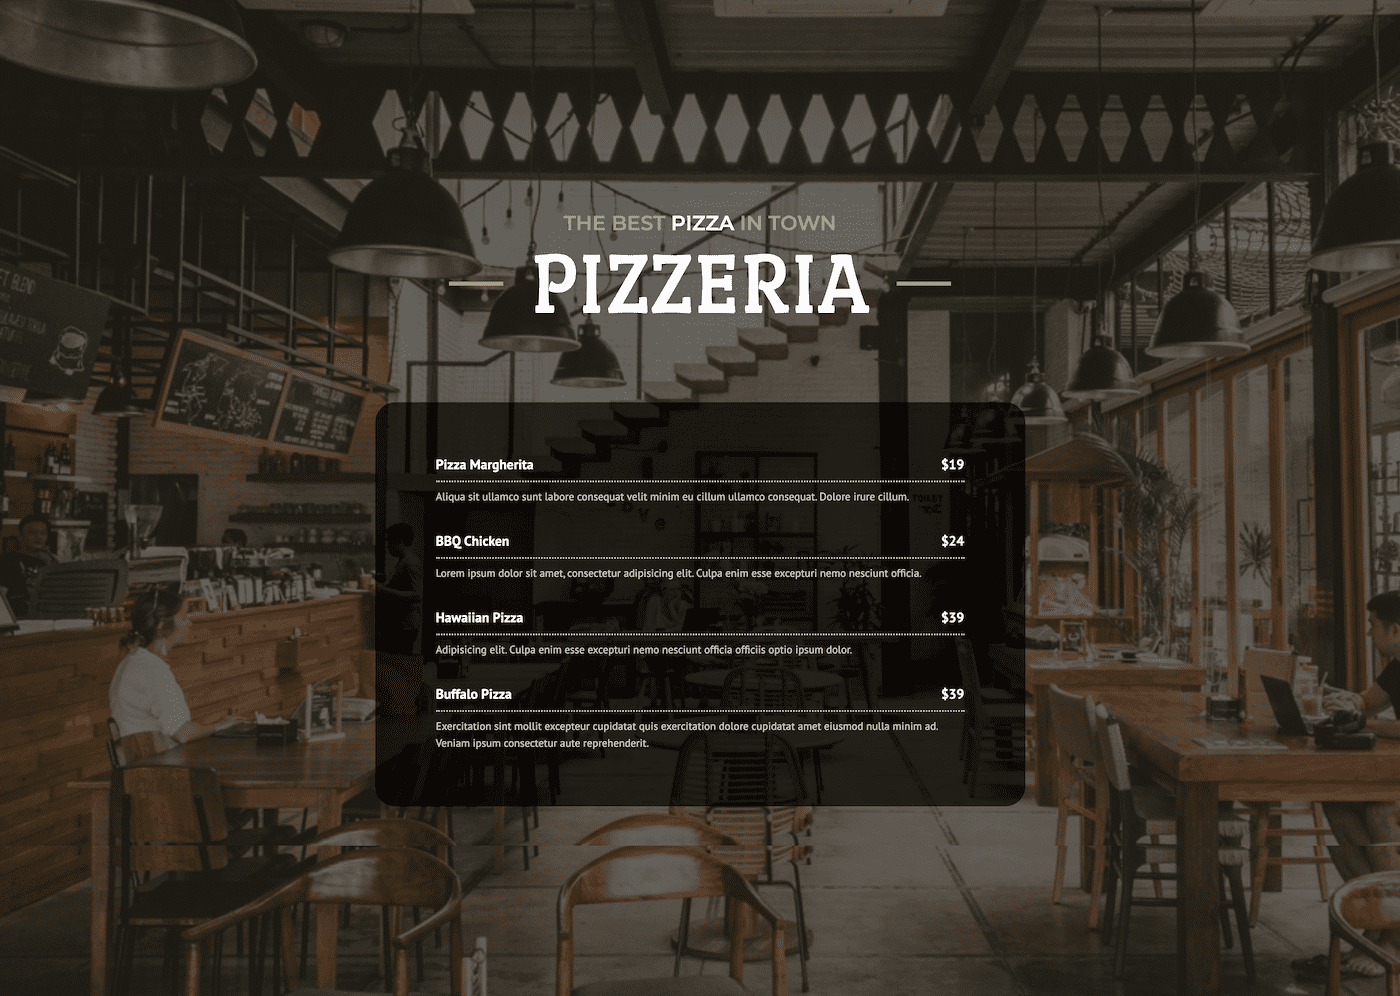 THE BEST PIZZA IN TOWN
PIZZERIA
Pizza Margherita $19
Aliqua sit ullamco sunt labore consequat velit minim eu cillum ullamco consequat. Dolore irure cillum.
BBQ Chicken $24
Lorem ipsum dolor sit amet, consectetur adipisicing elit. Culpa enim esse excepturi nemo nesciunt officia.
Hawaiian Pizza $39
Adipisicing elit. Culpa enim esse excepturi nemo nesciunt officia officiis optio ipsum dolor.
Buffalo Pizza $39
Exercitation sint mollit excepteur cupidatat quis exercitation dolore cupidatat amet eiusmod nulla minim ad.
Veniam ipsum consectetur aute reprehenderit.